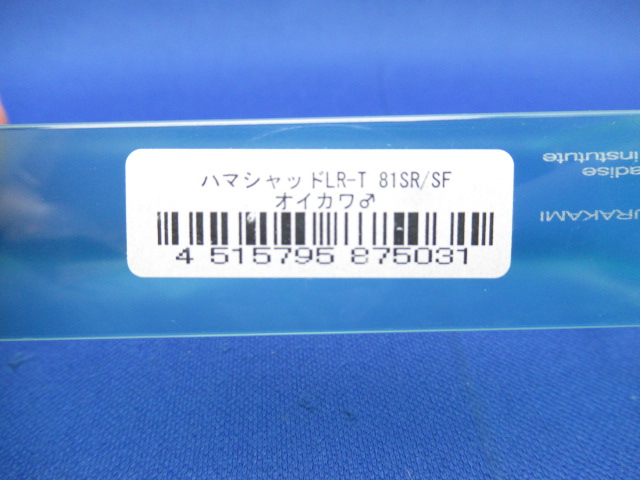 ハマシャッドLR-T 81SR/SF
オイカワ♂
4 515795 875031
adise
instutute
URAKAMI